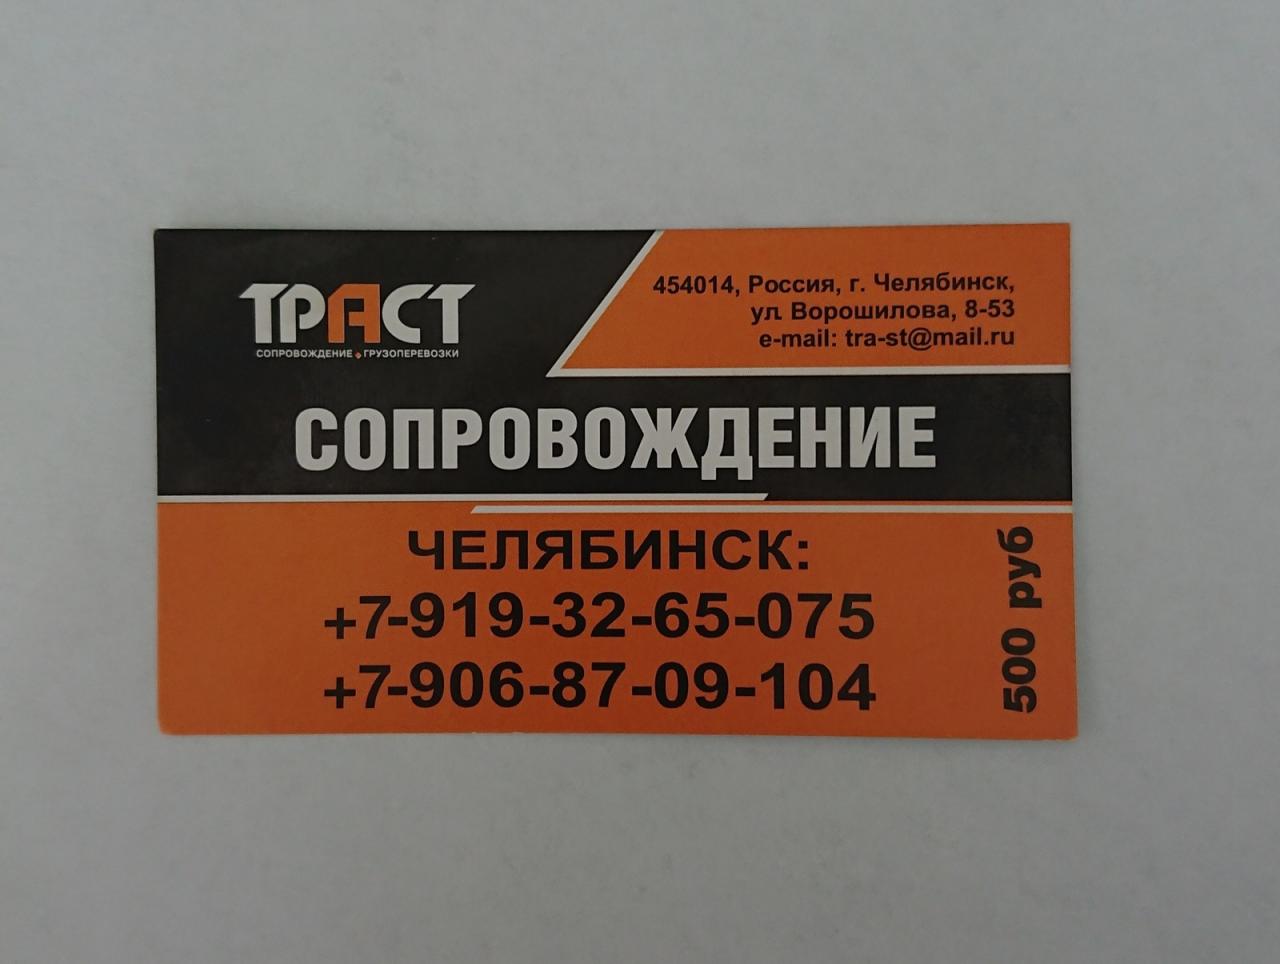 ТРАСТ
СОПРОВОЖДЕНИЕ ГРУЗОПЕРЕВОЗКИ
454014, Россия, г. Челябинск,
ул. Ворошилова, 8-53
e-mail: tra-st@mail.ru
СОПРОВОЖДЕНИЕ
ЧЕЛЯБИНСК:
+7-919-32-65-075
+7-906-87-09-104
500 руб